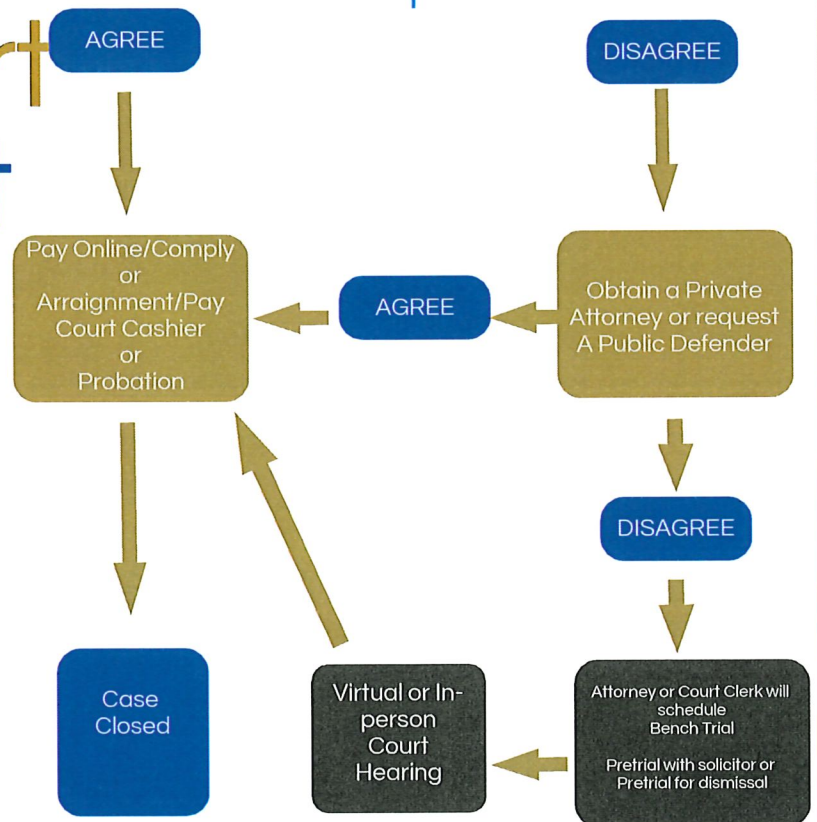 AGREE
DISAGREE
Pay Online/Comply
or
Arraignment/Pay
Court Cashier
or
Probation
AGREE
Obtain a Private
Attorney or request
A Public Defender
DISAGREE
Case
Closed
Virtual or In-
person
Court
Hearing
Attorney or Court Clerk will
schedule
Bench Trial
Pretrial with solicitor or
Pretrial for dismissal